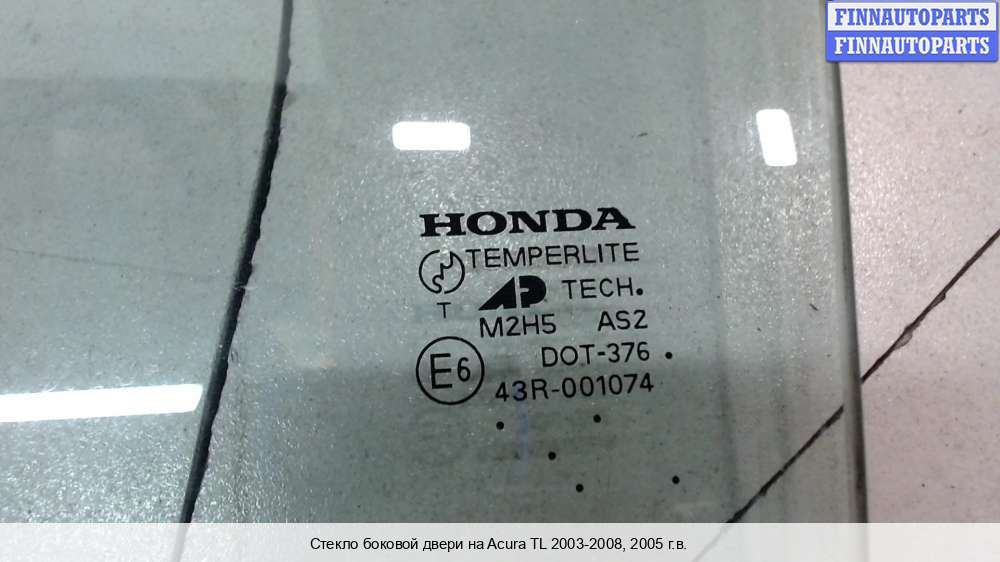 FINNAUTOPARTS
FINNAUTOPARTS
HONDA
TEMPERLITE
T
AP TECH.
M2H5 AS2
E6
DOT-376
43R-001074
Стекло боковой двери на Acura TL 2003-2008, 2005 г.в.